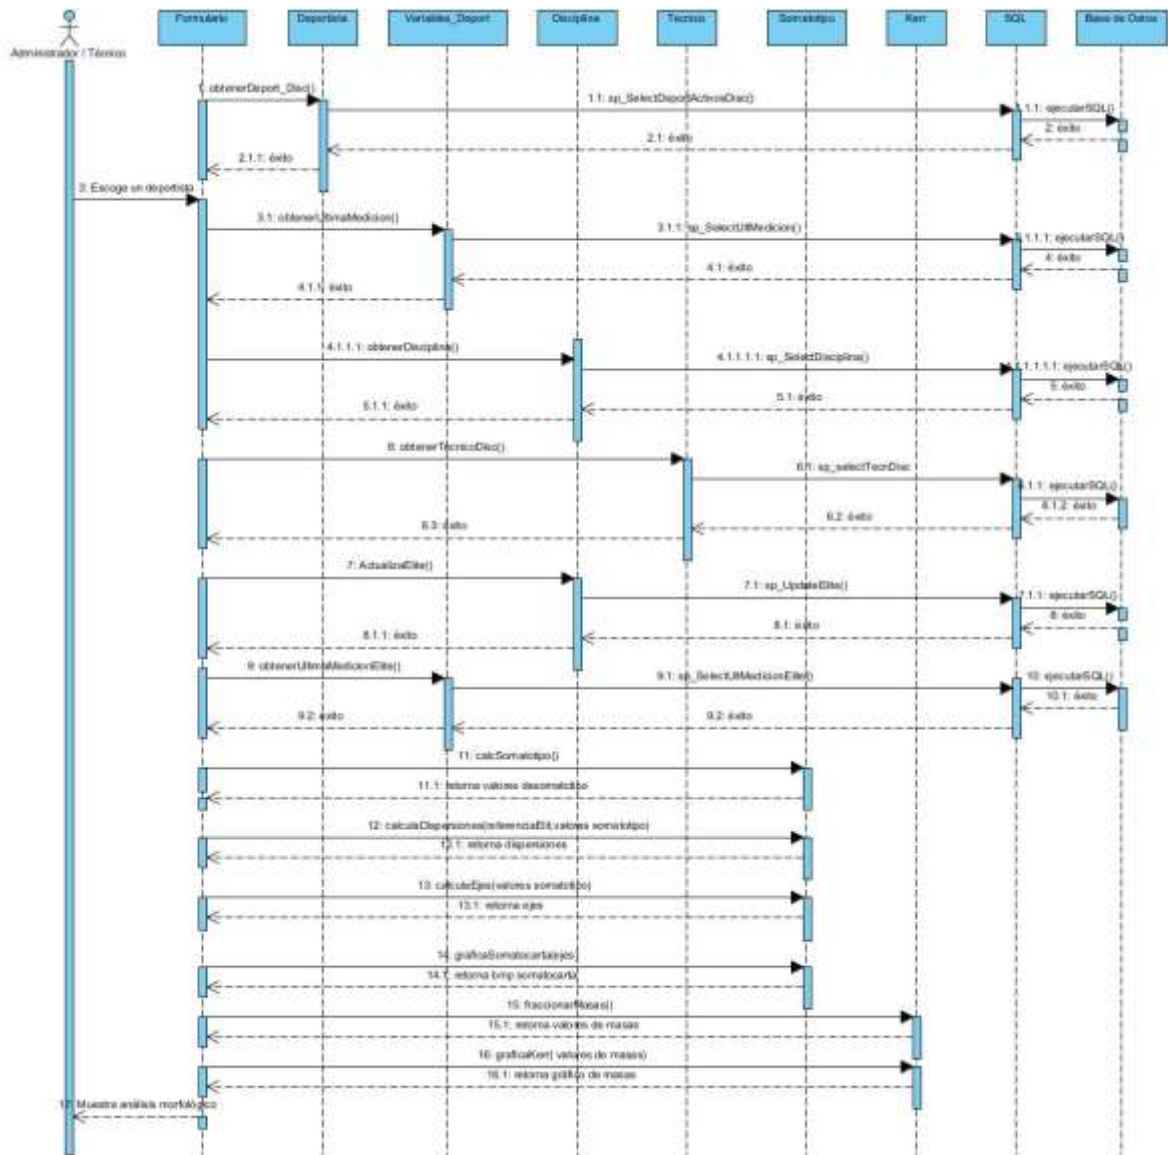 Formulario
Deportista
Variables_Deport
Disciplina
Tecnico
Somatotipo
Kerr
SQL
Base de Datos
Administrador / Técnico
1: obtenerDeport_Disc()
1.1: sp_SelectDeportActivosDisc()
1.1.1: ejecutarSQL()
2: éxito
2.1: éxito
2.1.1: éxito
3: Escoge un deportista
3.1: obtenerUltimaMedicion()
3.1.1: sp_SelectUltMedicion()
3.1.1.1: ejecutarSQL()
4: éxito
4.1: éxito
4.1.1: éxito
4.1.1.1: obtenerDisciplina()
4.1.1.1.1: sp_SelectDisciplina()
4.1.1.1.1.1: ejecutarSQL()
5: éxito
5.1: éxito
5.1.1: éxito
6: obtenerTecnicoDisc()
6.1: sp_selectTecnDisc
6.1.1: ejecutarSQL()
6.1.2: éxito
6.2: éxito
6.3: éxito
7: ActualizaElite()
7.1: sp_UpdateElite()
7.1.1: ejecutarSQL()
8: éxito
8.1: éxito
8.1.1: éxito
9: obtenerUltimaMedicionElite()
9.1: sp_SelectUltMedicionElite()
10: ejecutarSQL()
10.1: éxito
9.2: éxito
9.2: éxito
11: calcSomatotipo()
11.1: retorna valores desomatotipo
12: calculaDispersiones(referenciaElit,valores somatotipo)
12.1: retorna dispersiones
13: calculaEjes(valores somatotipo)
13.1: retorna ejes
14: graficaSomatocarta(ejes)
14.1: retorna bmp somatocarta
15: fraccionarMasas()
15.1: retorna valores de masas
16: graficaKerr( valores de masas)
16.1: retorna gráfico de masas
17: Muestra análisis morfológico